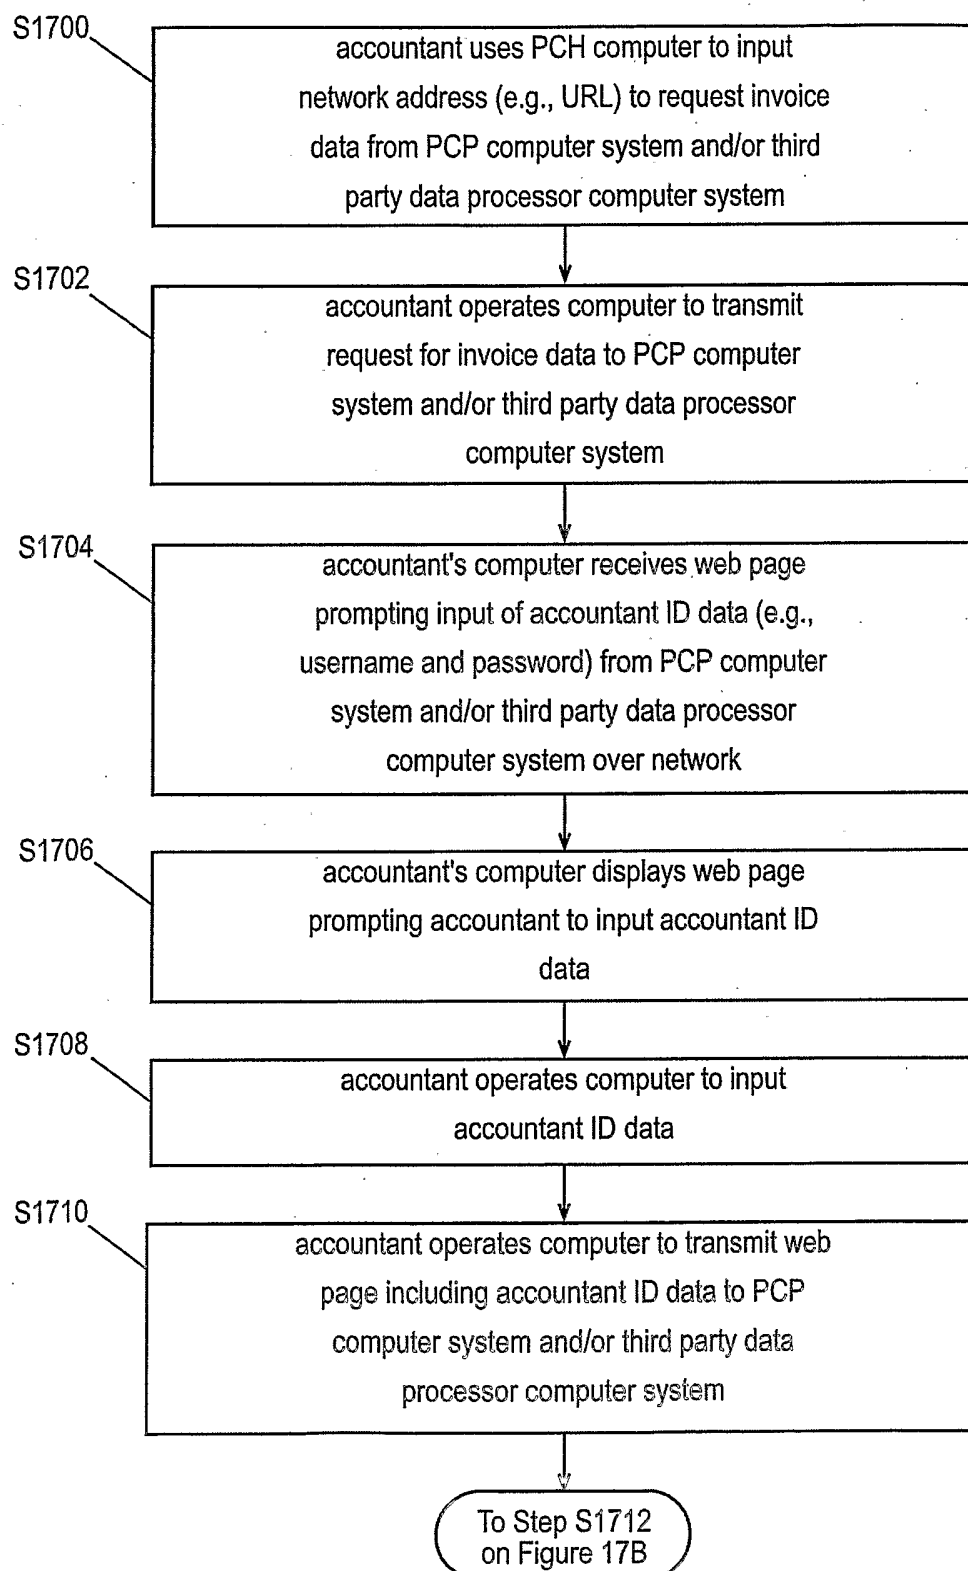 S1700
accountant uses PCH computer to input
network address (e.g., URL) to request invoice
data from PCP computer system and/or third
party data processor computer system
S1702
accountant operates computer to transmit
request for invoice data to PCP computer
system and/or third party data processor
computer system
S1704
accountant's computer receives web page
prompting input of accountant ID data (e.g.,
username and password) from PCP computer
system and/or third party data processor
computer system over network
S1706
accountant's computer displays web page
prompting accountant to input accountant ID
data
S1708
accountant operates computer to input
accountant ID data
S1710
accountant operates computer to transmit web
page including accountant ID data to PCP
computer system and/or third party data
processor computer system
To Step S1712
on Figure 17B